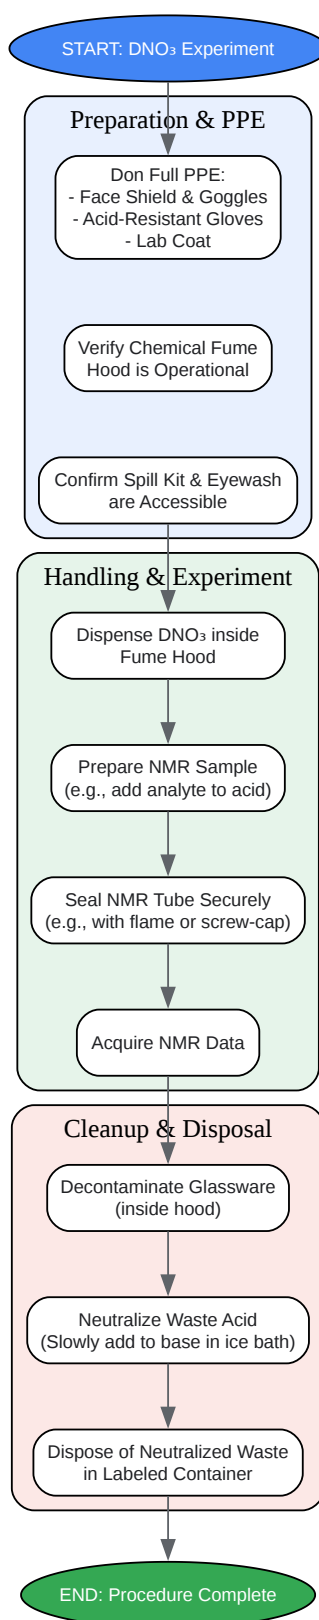 START: DNO₃ Experiment
Preparation & PPE
Don Full PPE:
- Face Shield & Goggles
- Acid-Resistant Gloves
- Lab Coat
Verify Chemical Fume
Hood is Operational
Confirm Spill Kit & Eyewash
are Accessible
Handling & Experiment
Dispense DNO₃ inside
Fume Hood
Prepare NMR Sample
(e.g., add analyte to acid)
Seal NMR Tube Securely
(e.g., with flame or screw-cap)
Acquire NMR Data
Cleanup & Disposal
Decontaminate Glassware
(inside hood)
Neutralize Waste Acid
(Slowly add to base in ice bath)
Dispose of Neutralized Waste
in Labeled Container
END: Procedure Complete